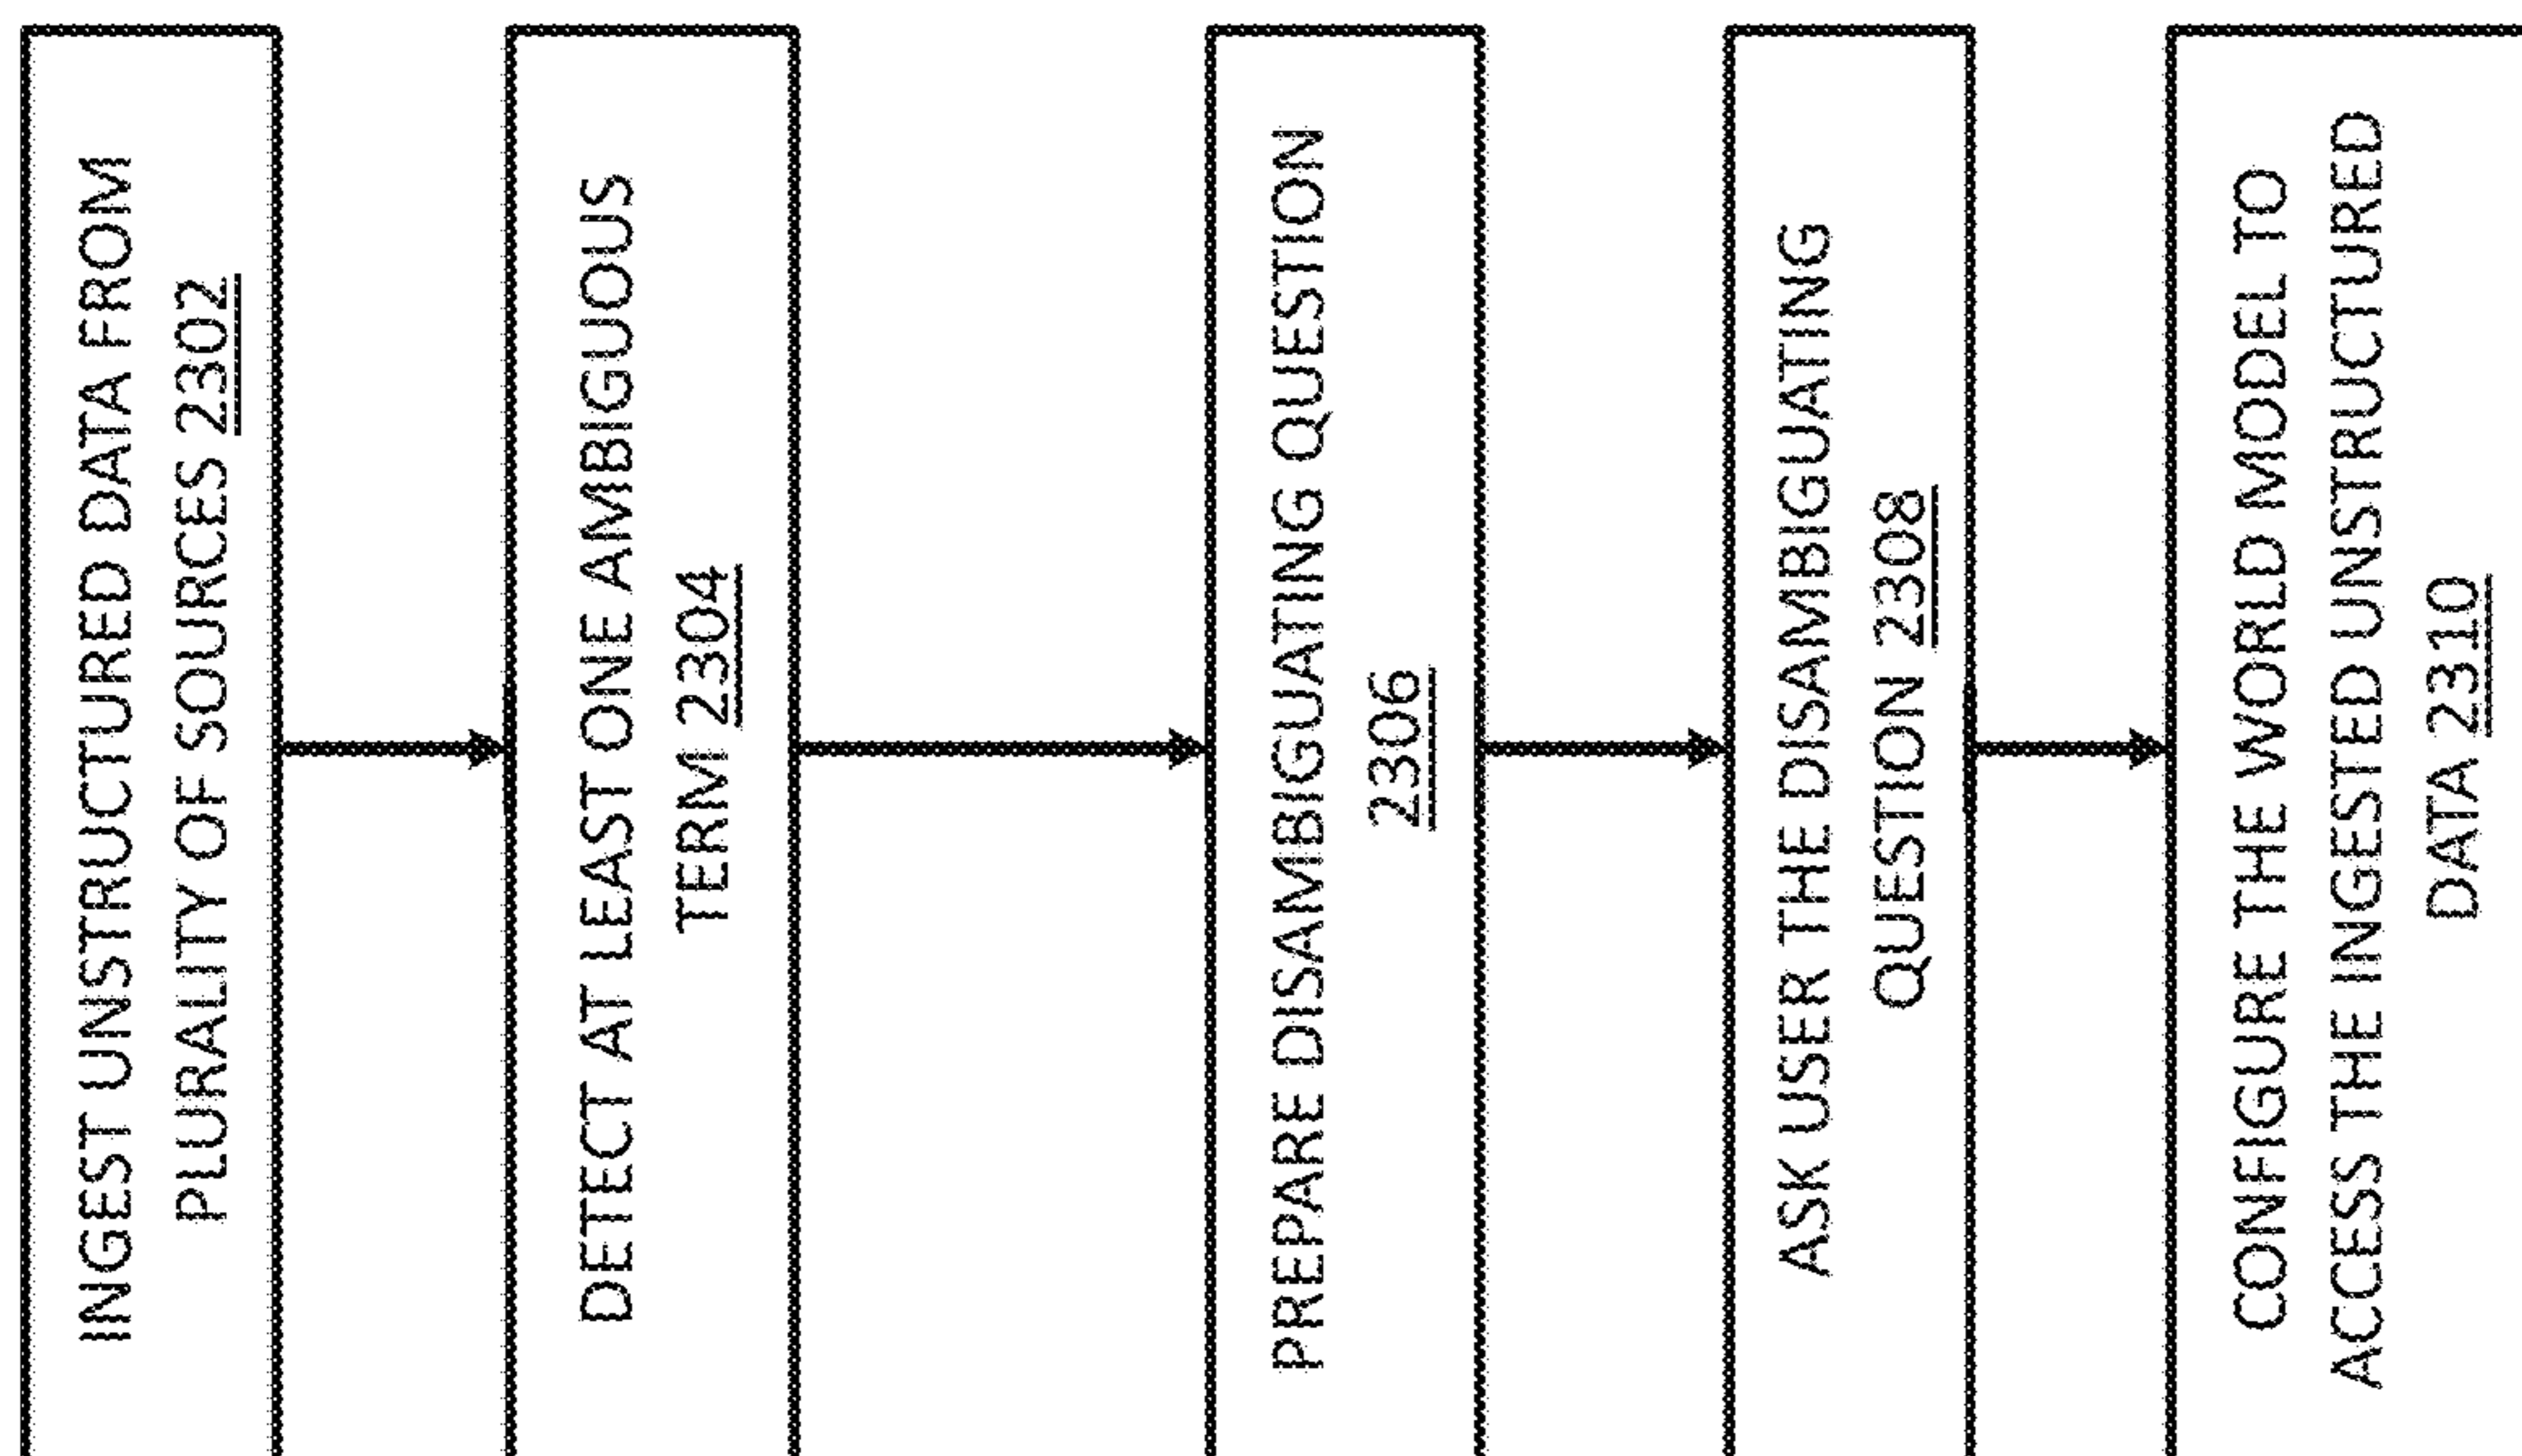 INGEST UNSTRUCTURED DATA FROM
PLURALITY OF SOURCES 2302
DETECT AT LEAST ONE AMBIGUOUS
TERM 2304
PREPARE DISAMBIGUATING QUESTION
2306
ASK USER THE DISAMBIGUATING
QUESTION 2308
CONFIGURE THE WORLD MODEL TO
ACCESS THE INGESTED UNSTRUCTURED
DATA 2310